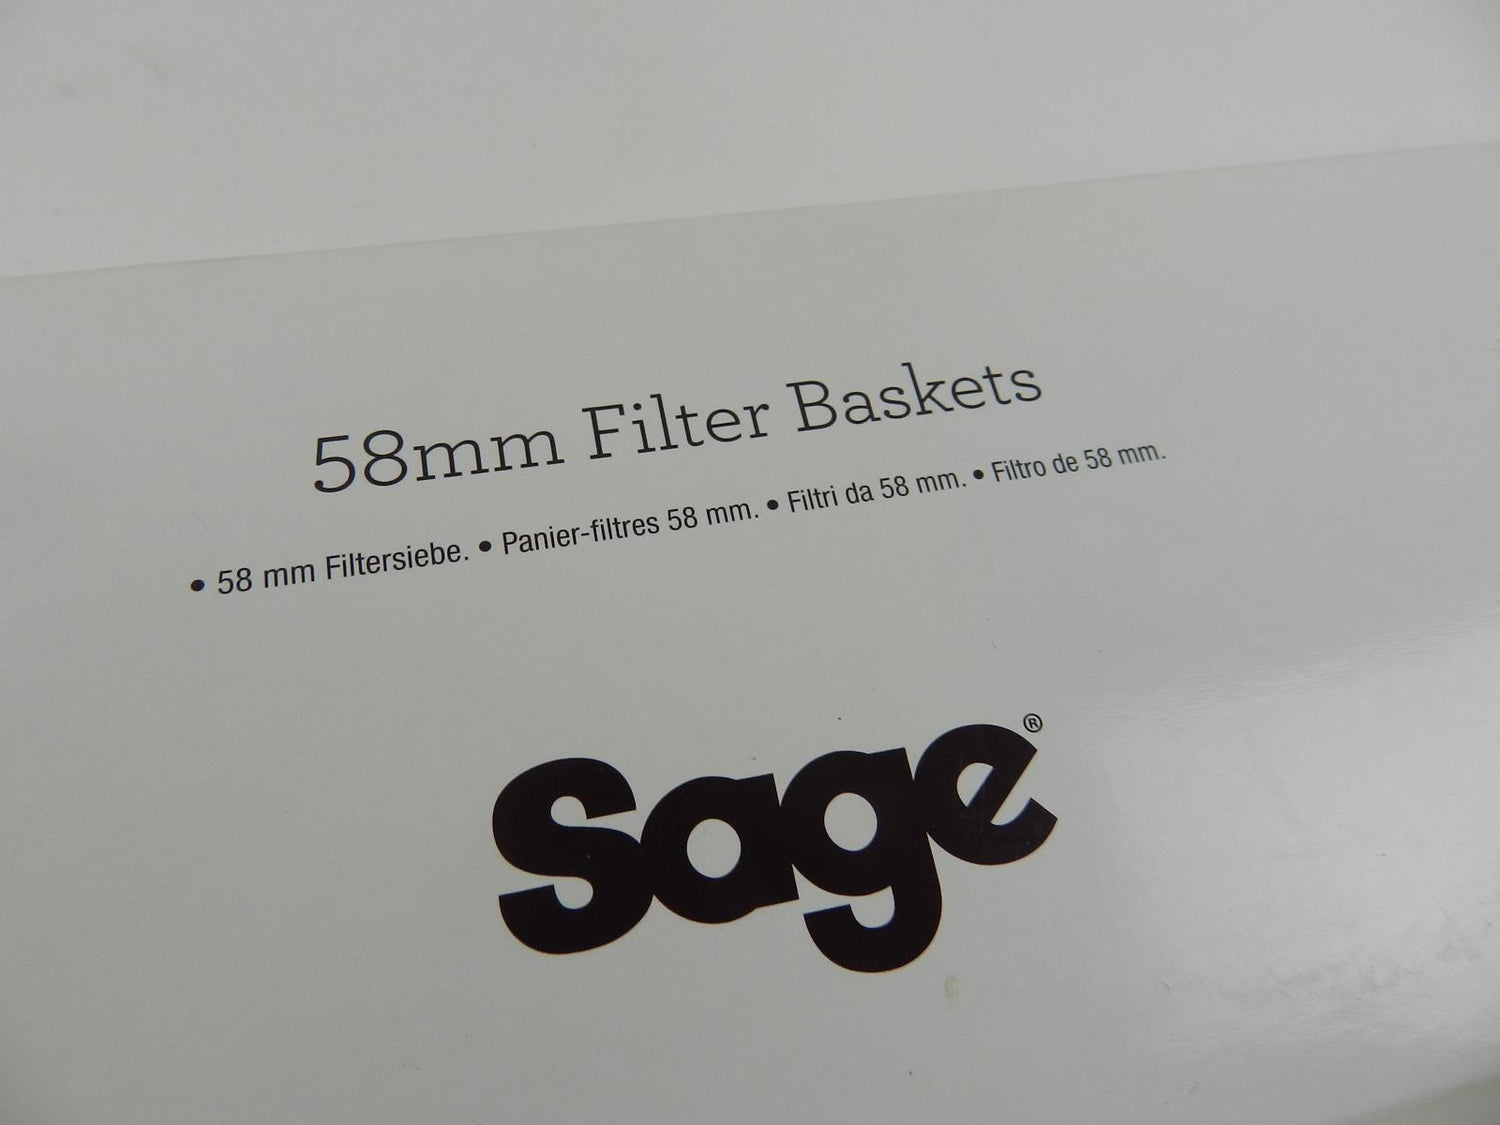 58mm Filter Baskets
• 58 mm Filtersiebe. • Panier-filtres 58 mm. • Filtri da 58 mm. • Filtro de 58 mm.
Sage®